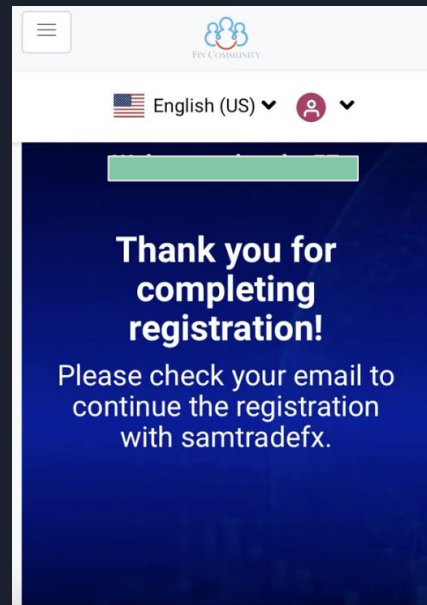 FIN COMMUNITY
English (US)
Thank you for
completing
registration!
Please check your email to
continue the registration
with samtradefx.